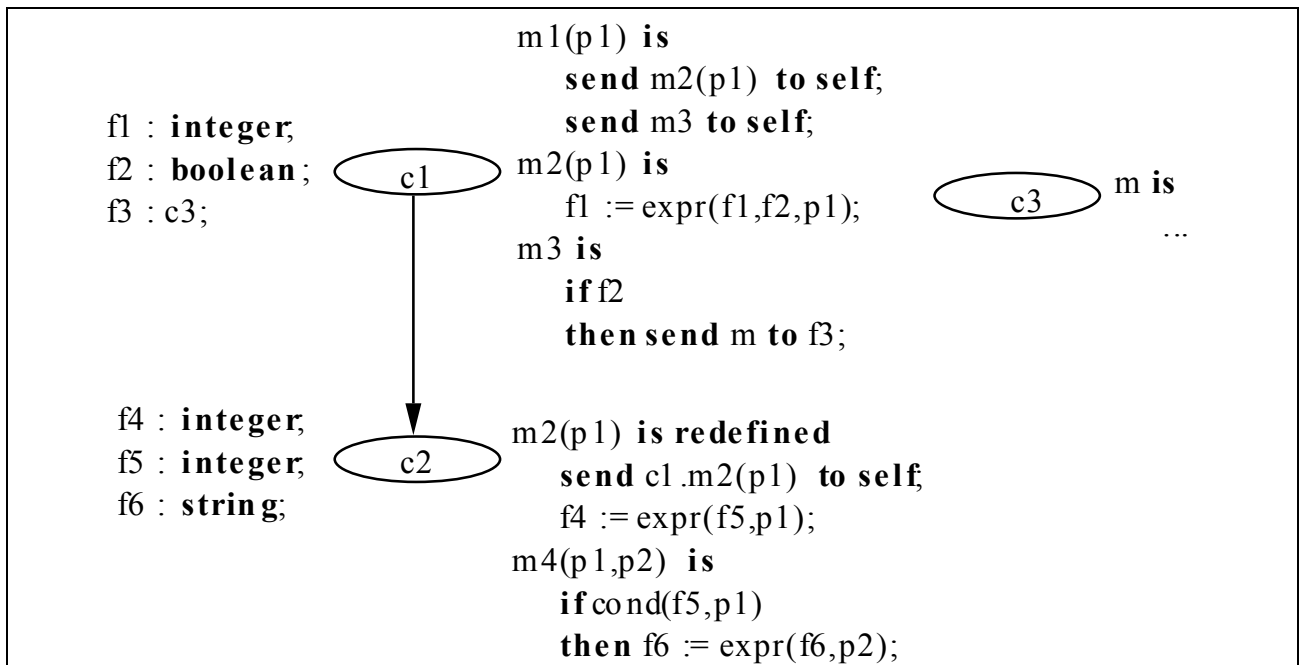 m1(p1) is
send m2(p1) to self;
send m3 to self;
f1 : integer;
f2 : boolean;
f3 : c3;
c1
m2(p1) is
f1 := expr(f1,f2,p1);
m3 is
if f2
then send m to f3;
c3
m is
...
f4 : integer;
f5 : integer;
f6 : string;
c2
m2(p1) is redefined
send c1.m2(p1) to self;
f4 := expr(f5,p1);
m4(p1,p2) is
if cond(f5,p1)
then f6 := expr(f6,p2);